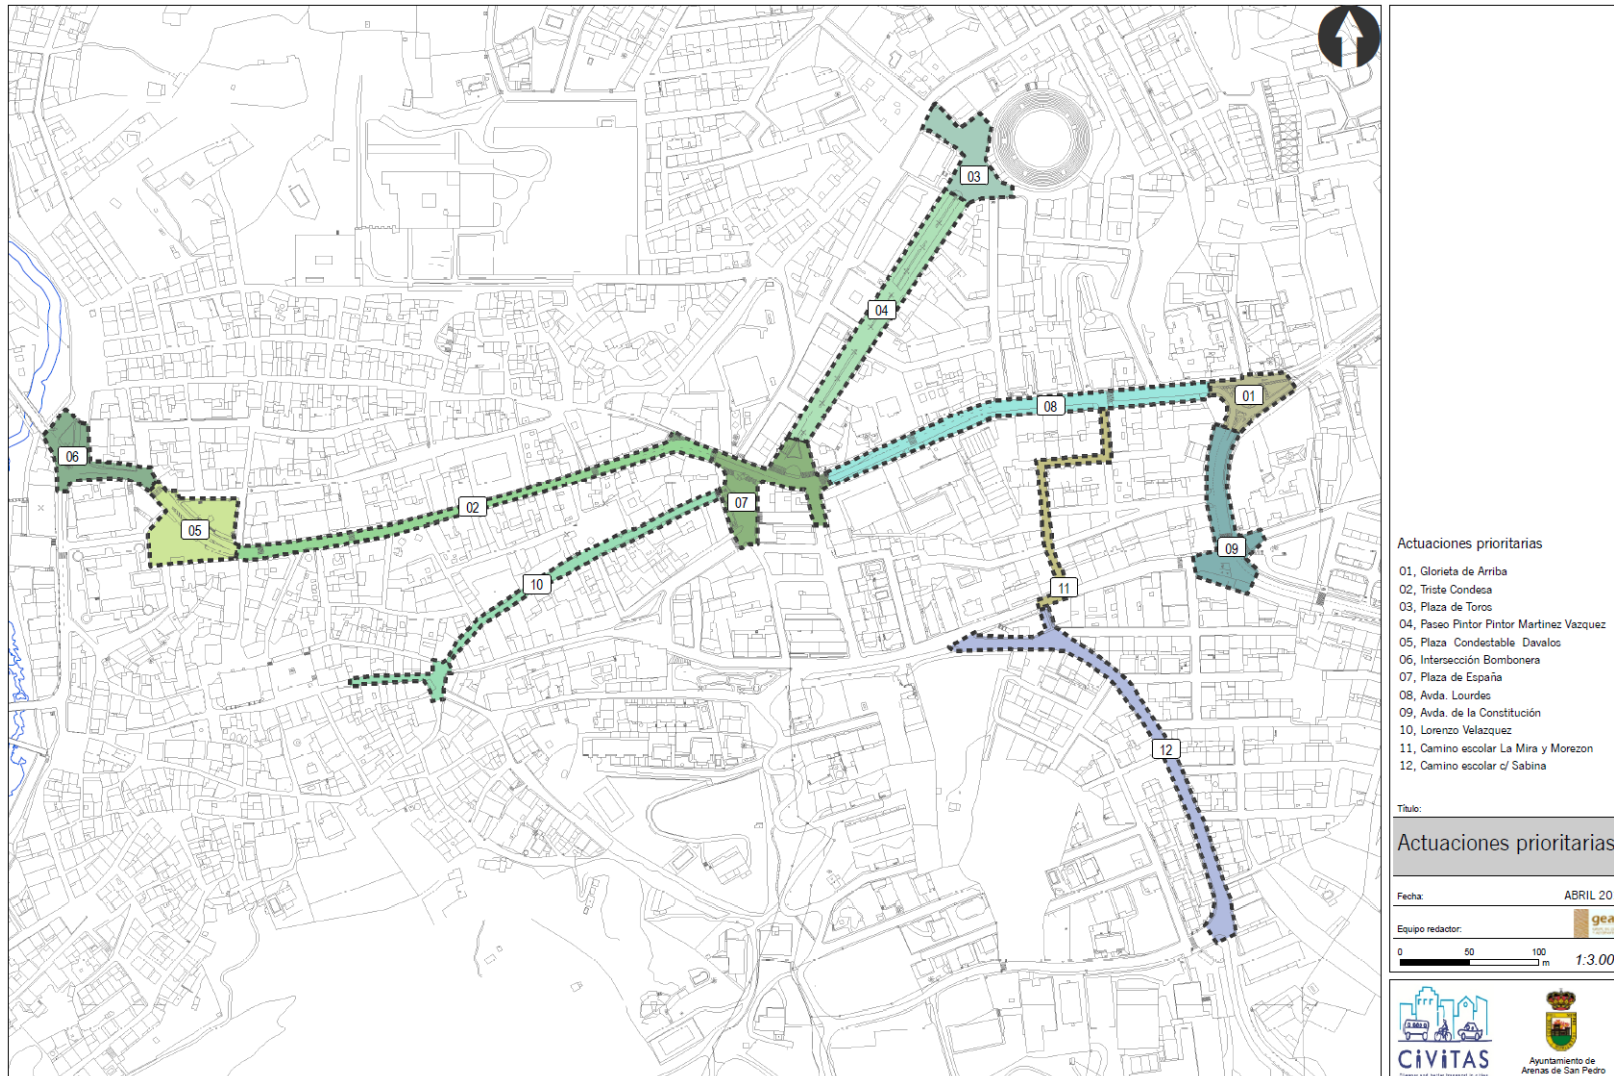 03
04
01
08
06
02
07
05
09
10
11
12
Actuaciones prioritarias
01, Glorieta de Arriba
02, Triste Condesa
03, Plaza de Toros
04, Paseo Pintor Pintor Martinez Vazquez
05, Plaza Condestable Davalos
06, Intersección Bombonera
07, Plaza de España
08, Avda. Lourdes
09, Avda. de la Constitución
10, Lorenzo Velazquez
11, Camino escolar La Mira y Morezon
12, Camino escolar c/ Sabina
Título:
Actuaciones prioritarias
Fecha: ABRIL 20
Equipo redactor: gea
0 50 100 m 1:3.00
CIVITAS
Ayuntamiento de
Arenas de San Pedro